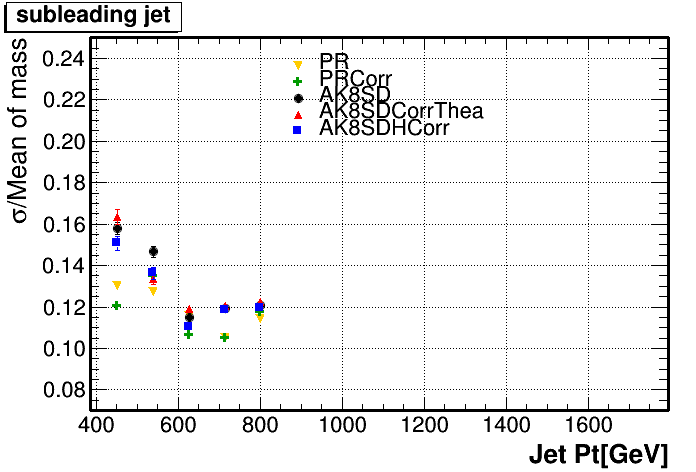 subleading jet
σ/Mean of mass
0.24
0.22
0.20
0.18
0.16
0.14
0.12
0.10
0.08
PR
PRCorr
AK8SD
AK8SDCorrThea
AK8SDHCorr
400 600 800 1000 1200 1400 1600
Jet Pt[GeV]